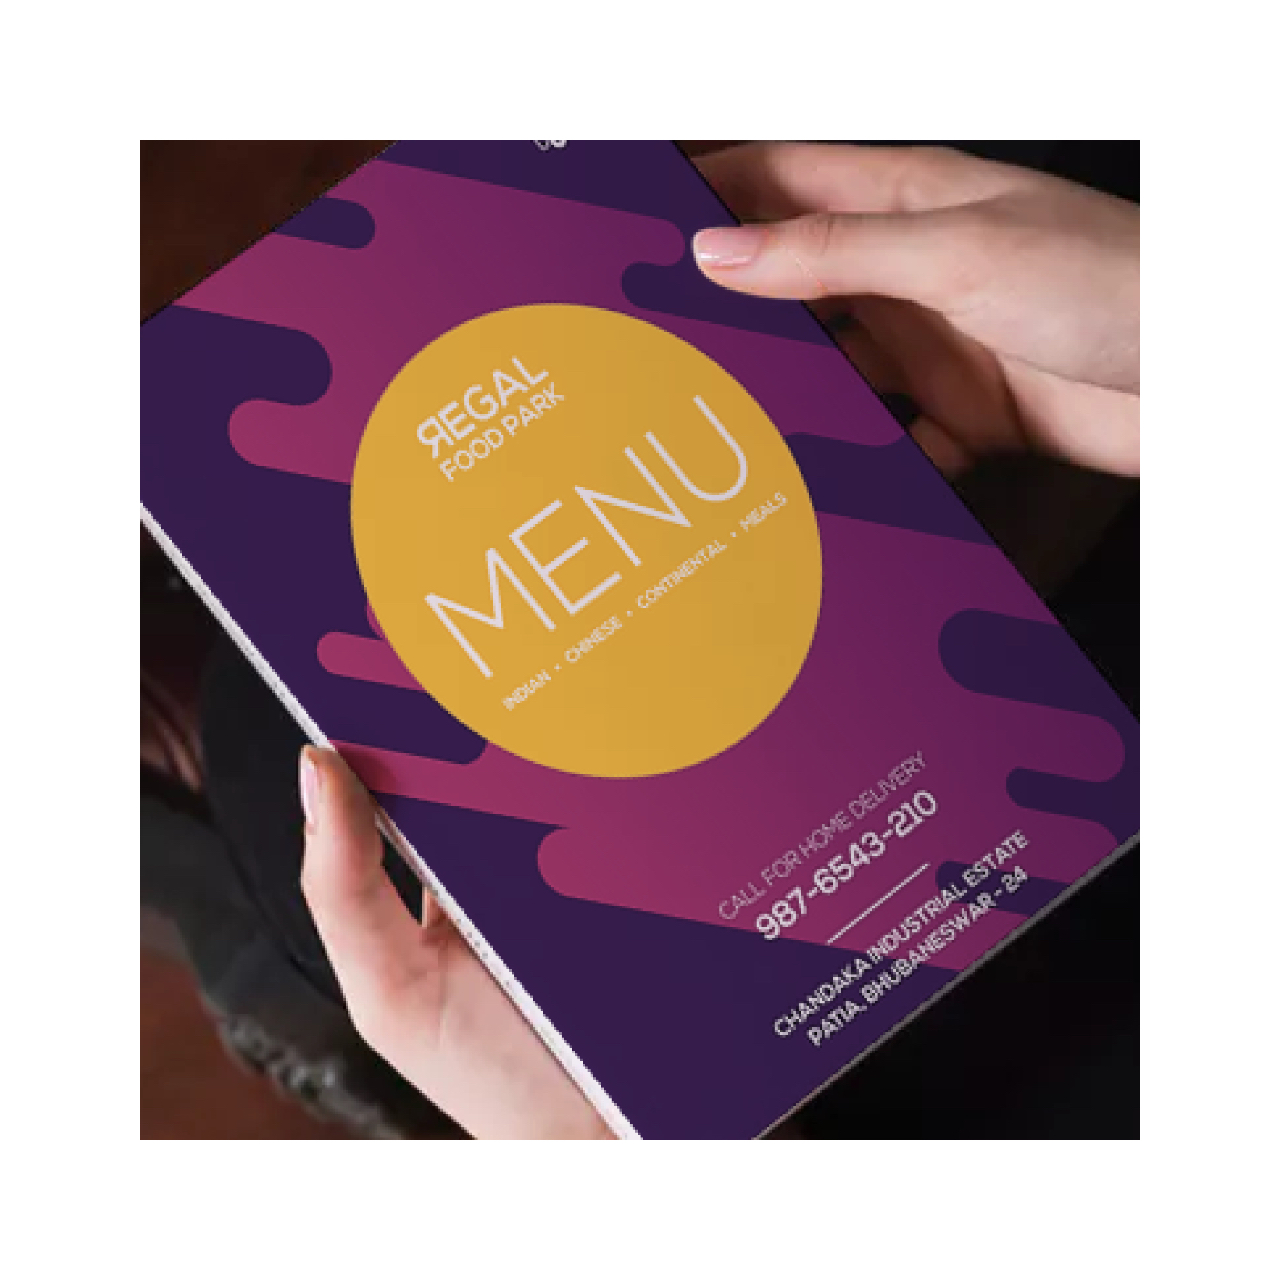 ЯEGAL
FOOD PARK
MENU
INDIAN • CHINESE • CONTINENTAL • MEALS
CALL FOR HOME DELIVERY
987-6543-210
CHANDAKA INDUSTRIAL ESTATE
PATIA, BHUBANESWAR - 24